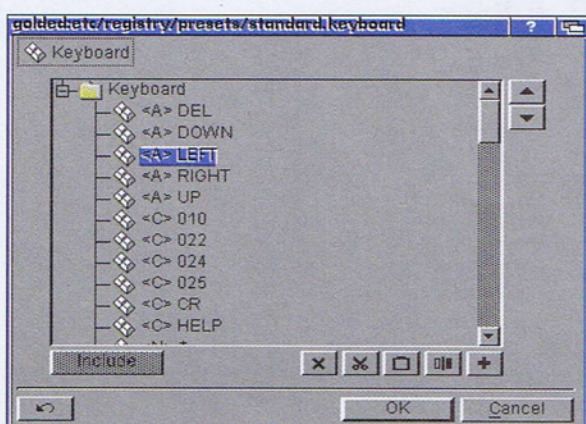 golded:etc/registry/presets/standard.keyboard ?
Keyboard
Keyboard
<A> DEL
<A> DOWN
<A> LEFT
<A> RIGHT
<A> UP
<C> 010
<C> 022
<C> 024
<C> 025
<C> CR
<C> HELP
Include
OK Cancel